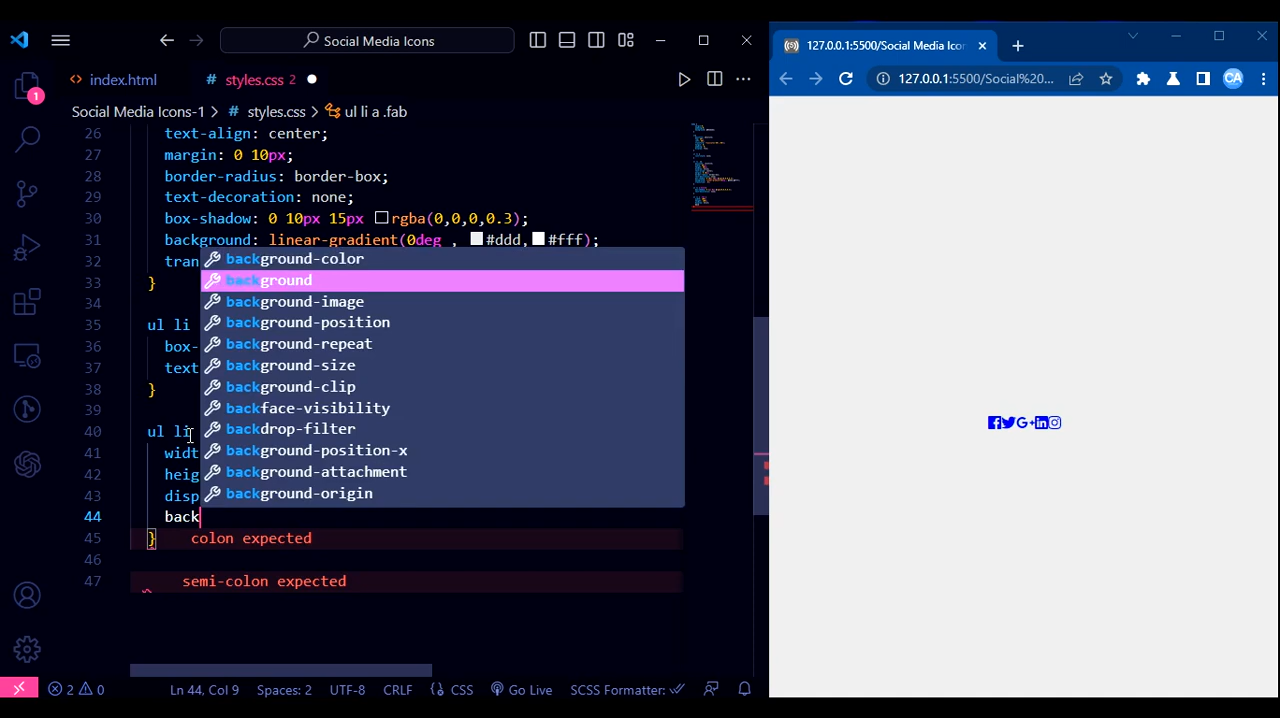 Social Media Icons
index.html
# styles.css 2
Social Media Icons-1 > # styles.css > ul li a .fab
26 text-align: center;
27 margin: 0 10px;
28 border-radius: border-box;
29 text-decoration: none;
30 box-shadow: 0 10px 15px rgba(0,0,0,0.3);
31 background: linear-gradient(0deg , #ddd, #fff);
32 tran
33 }
34
35 ul li
36 box-
37 text
38 }
39
40 ul li
41 widt
42 heig
43 disp
44 back
45 } colon expected
46
47 semi-colon expected
background-color
background
background-image
background-position
background-repeat
background-size
background-clip
backface-visibility
backdrop-filter
background-position-x
background-attachment
background-origin
1
2 0
Ln 44, Col 9
Spaces: 2
UTF-8
CRLF
CSS
Go Live
SCSS Formatter:
127.0.0.1:5500/Social Media Icon
127.0.0.1:5500/Social%20...
CA
G+